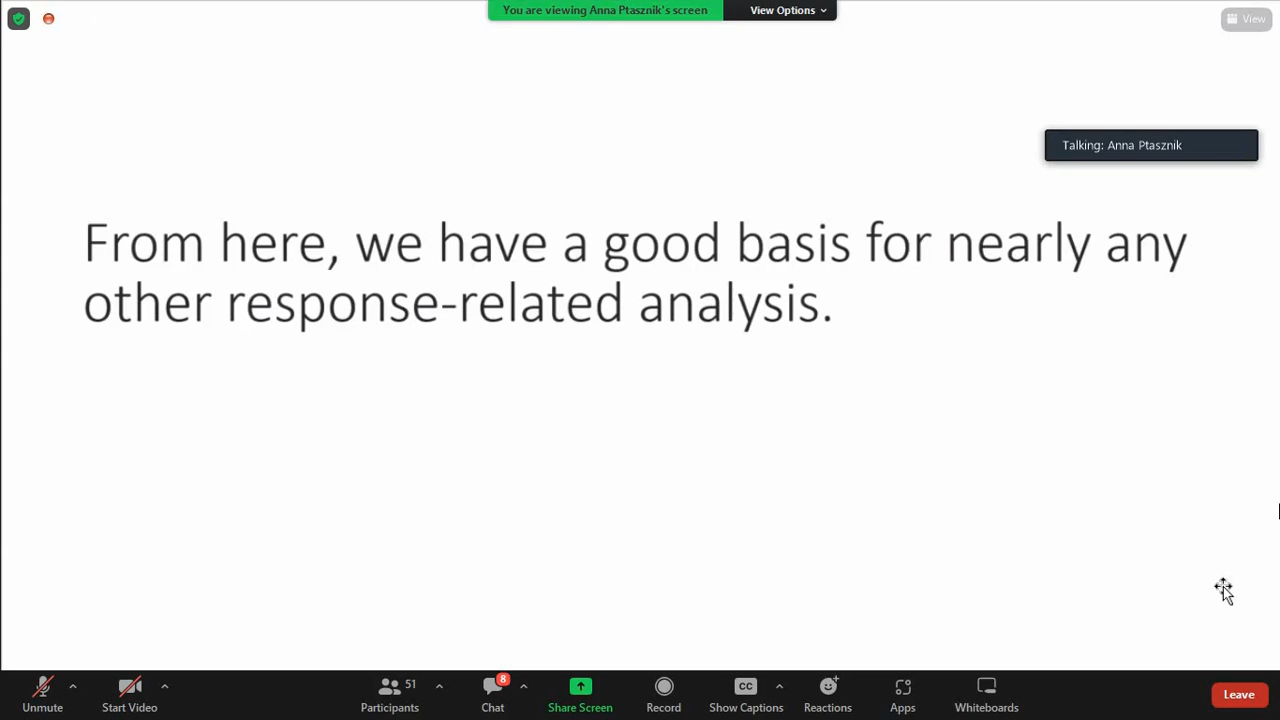 You are viewing Anna Ptasznik's screen
View Options
View
Talking: Anna Ptasznik
From here, we have a good basis for nearly any
other response-related analysis.
Unmute
Start Video
51
Participants
8
Chat
Share Screen
Record
CC
Show Captions
Reactions
Apps
Whiteboards
Leave